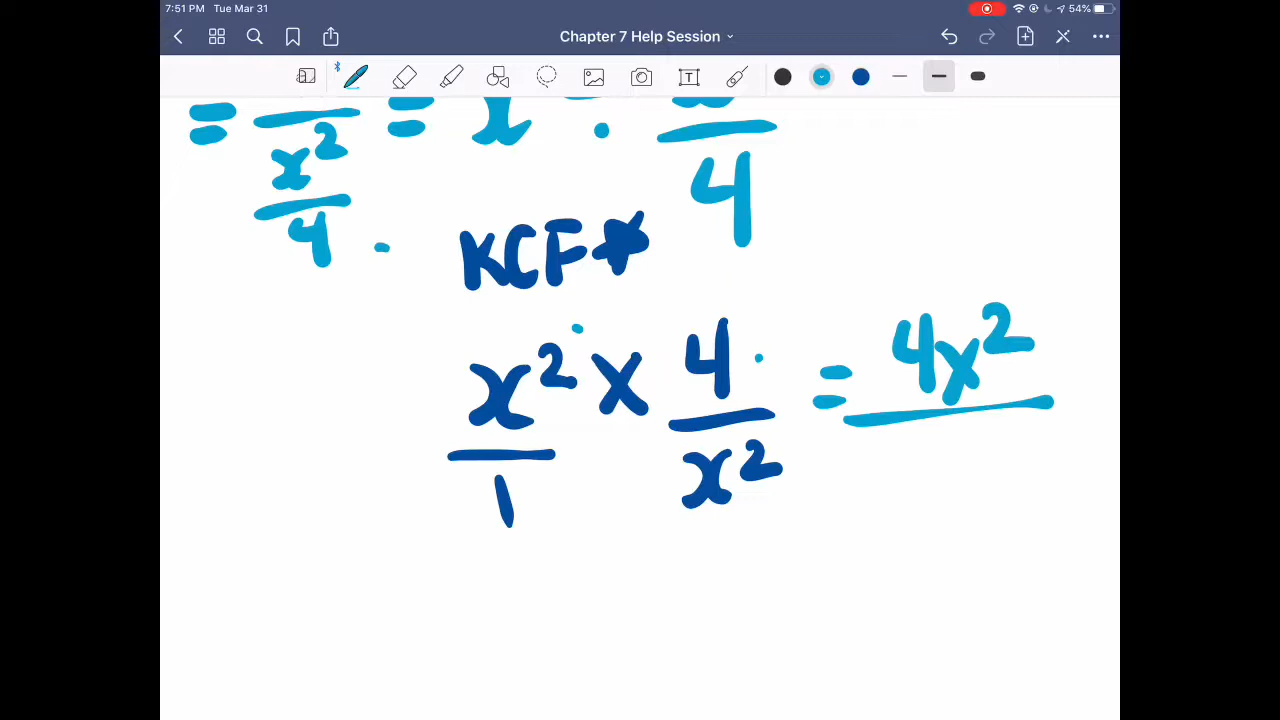 7:51 PM Tue Mar 31 54%
Chapter 7 Help Session
T
= x² / 4 = x ÷ / 4
KCF
x² / 1 × 4 / x² = 4x²